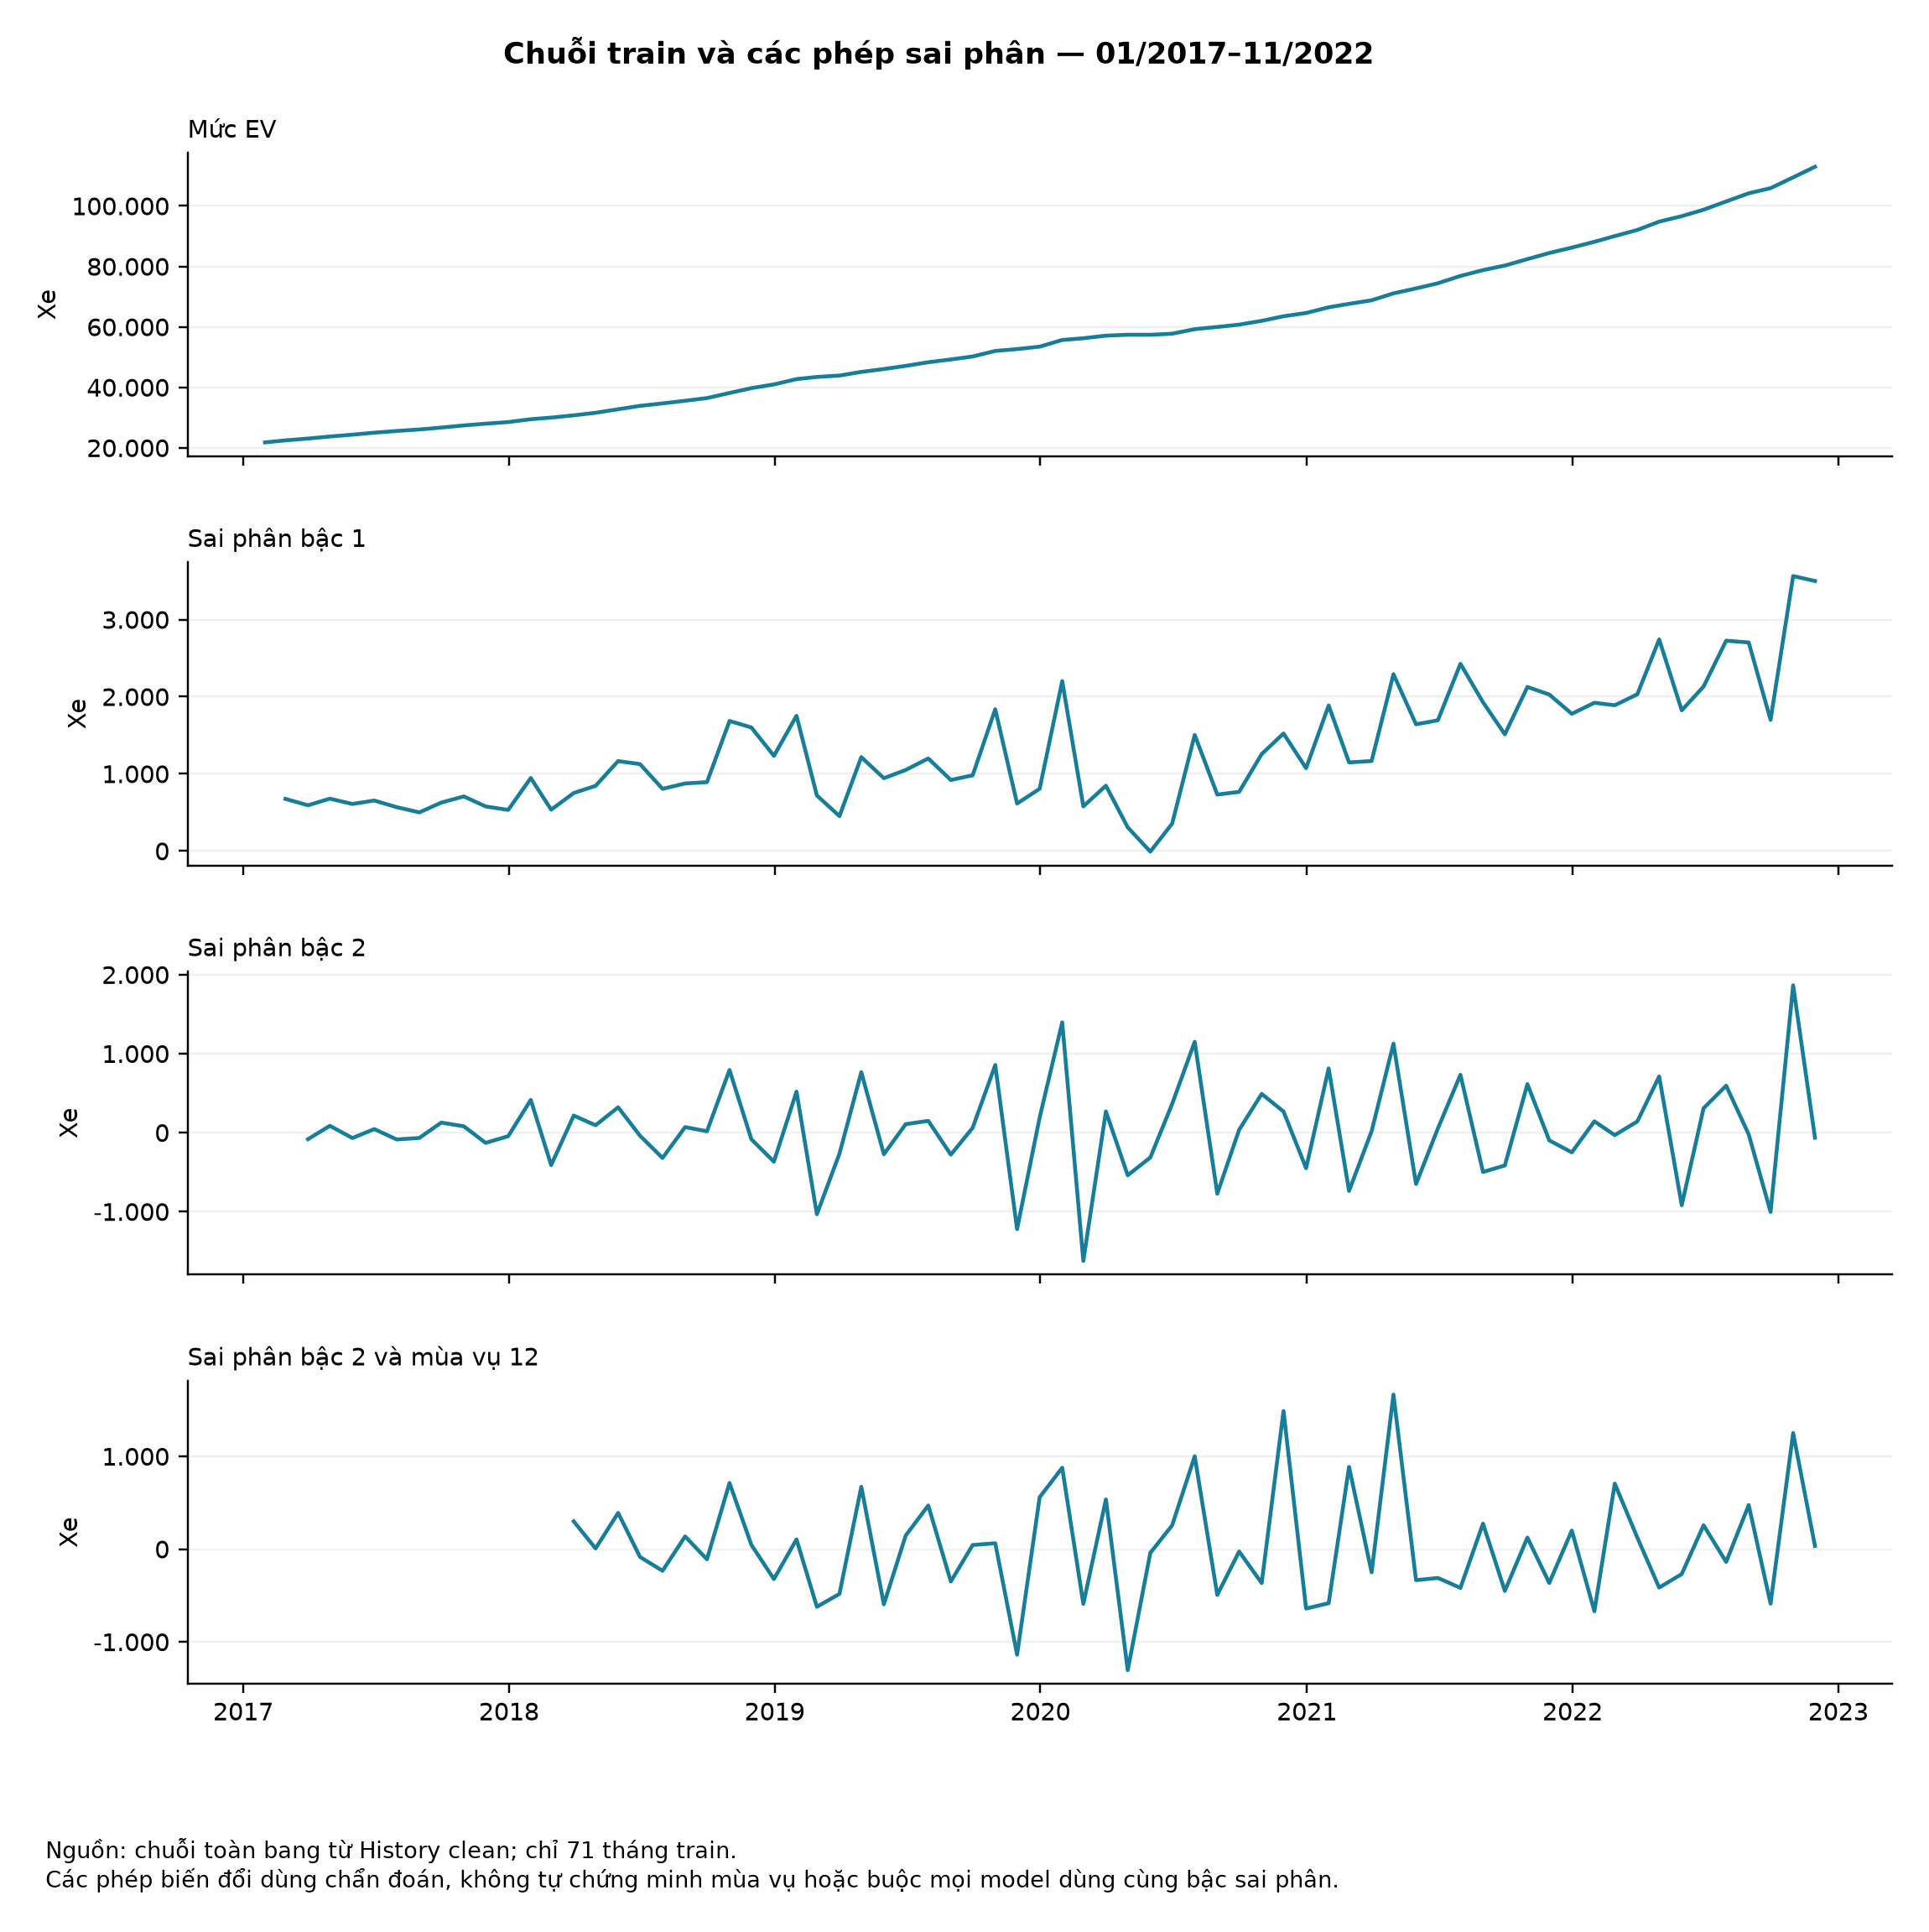 Chuỗi train và các phép sai phân — 01/2017–11/2022
Mức EV
Xe
100.000
80.000
60.000
40.000
20.000
Sai phân bậc 1
Xe
3.000
2.000
1.000
0
Sai phân bậc 2
Xe
2.000
1.000
0
-1.000
Sai phân bậc 2 và mùa vụ 12
Xe
1.000
0
-1.000
2017 2018 2019 2020 2021 2022 2023
Nguồn: chuỗi toàn bang từ History clean; chỉ 71 tháng train.
Các phép biến đổi dùng chẩn đoán, không tự chứng minh mùa vụ hoặc buộc mọi model dùng cùng bậc sai phân.